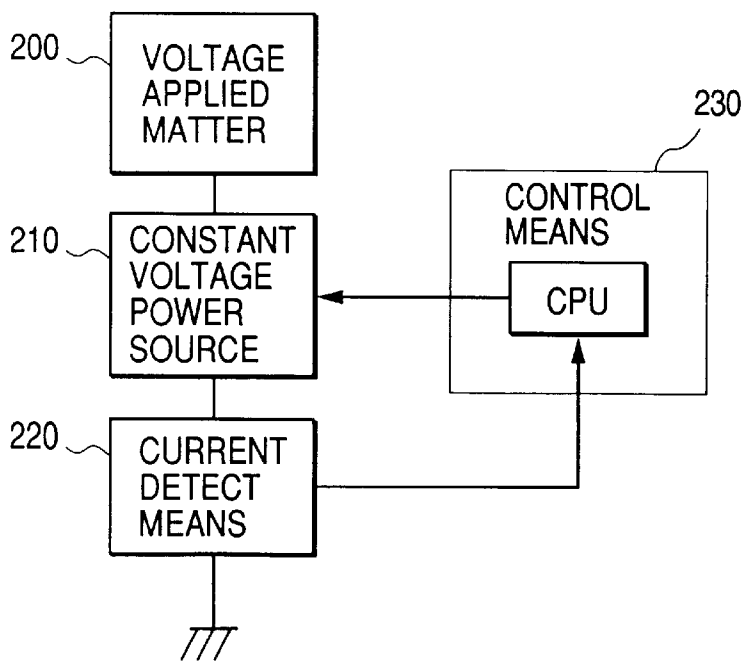 200
VOLTAGE
APPLIED
MATTER
230
CONTROL
MEANS
CPU
210
CONSTANT
VOLTAGE
POWER
SOURCE
220
CURRENT
DETECT
MEANS